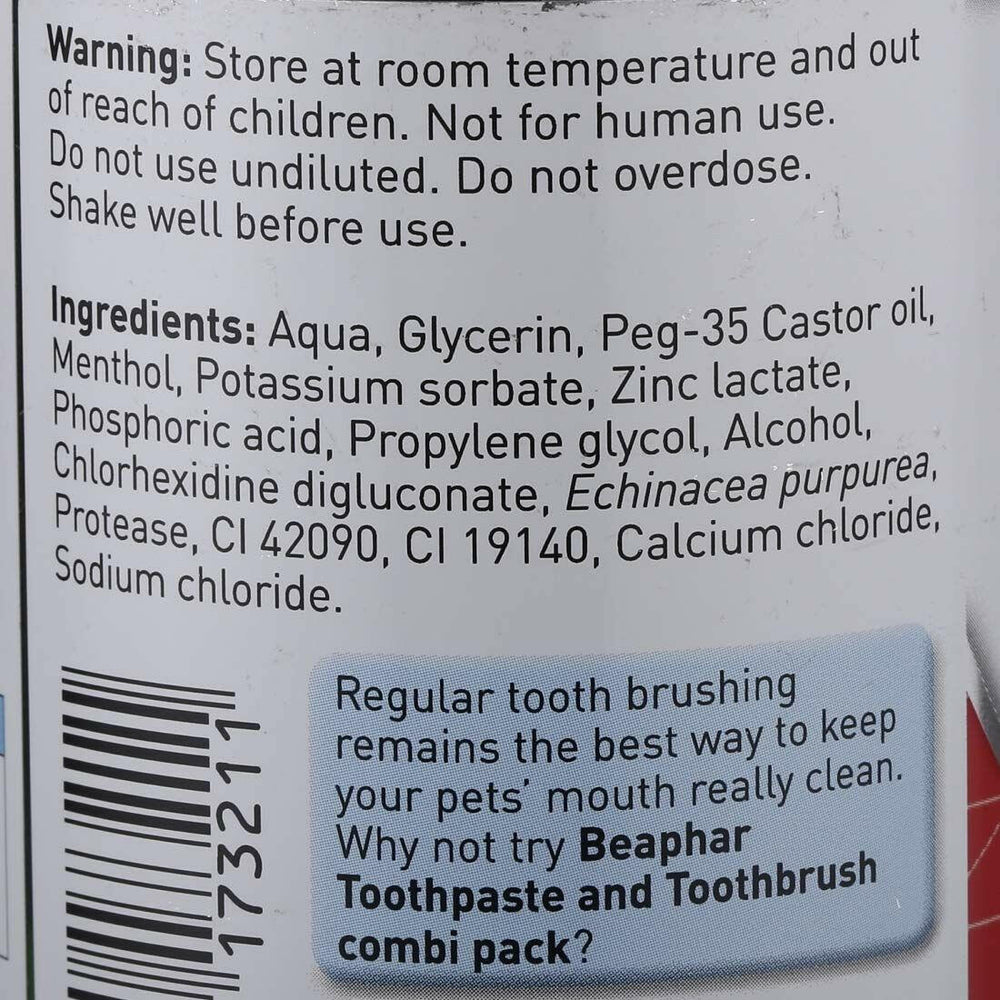 Warning: Store at room temperature and out
of reach of children. Not for human use.
Do not use undiluted. Do not overdose.
Shake well before use.
Ingredients: Aqua, Glycerin, Peg-35 Castor oil,
Menthol, Potassium sorbate, Zinc lactate,
Phosphoric acid, Propylene glycol, Alcohol,
Chlorhexidine digluconate, Echinacea purpurea,
Protease, CI 42090, CI 19140, Calcium chloride,
Sodium chloride.
173211
Regular tooth brushing
remains the best way to keep
your pets' mouth really clean.
Why not try Beaphar
Toothpaste and Toothbrush
combi pack?